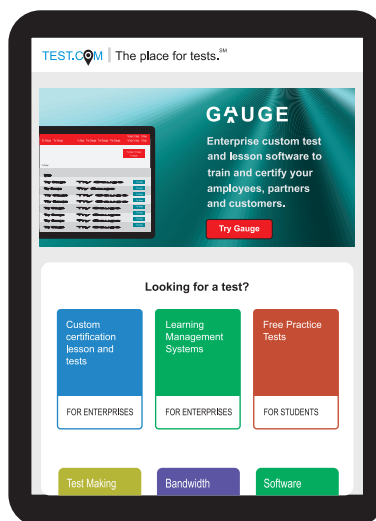 TEST.COM | The place for tests.℠
GAUGE
Enterprise custom test
and lesson software to
train and certify your
amployees, partners
and customers.
Try Gauge
Looking for a test?
Custom
certification
lesson and
tests
FOR ENTERPRISES
Learning
Management
Systems
FOR ENTERPRISES
Free Practice
Tests
FOR STUDENTS
Test Making
Bandwidth
Software